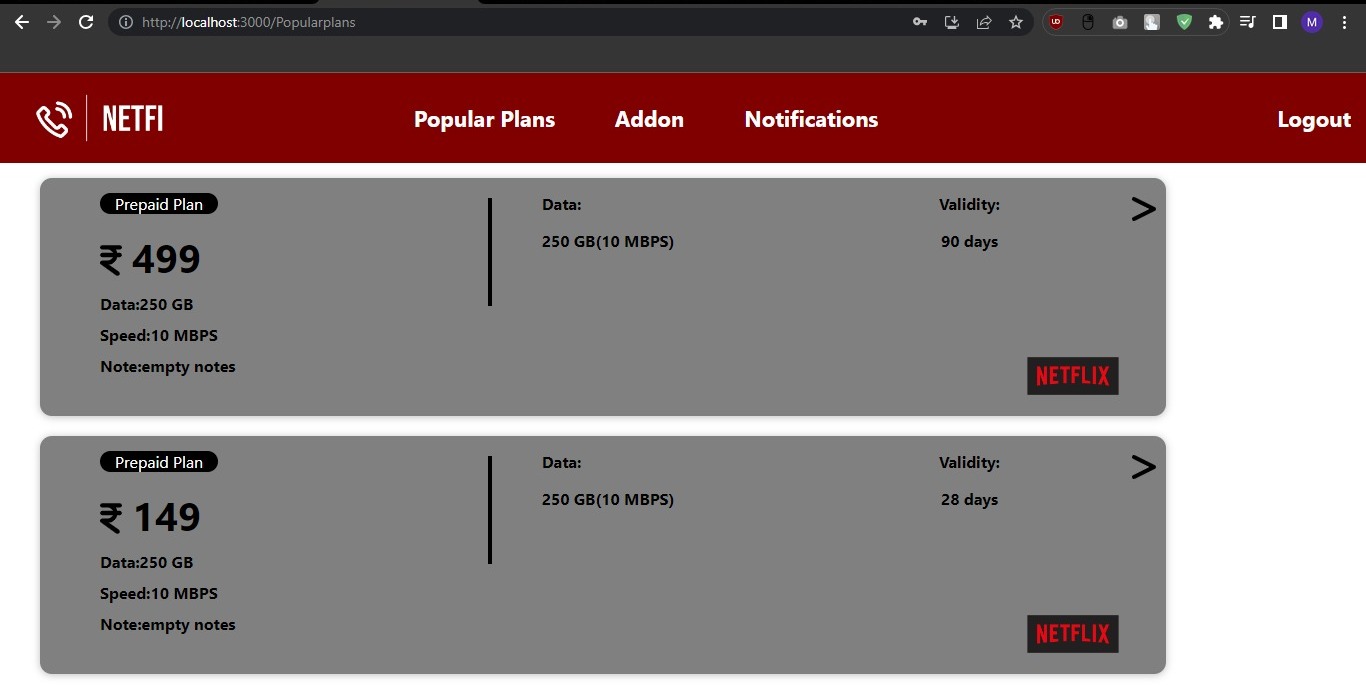 http://localhost:3000/Popularplans
UD
M
NETFI
Popular Plans
Addon
Notifications
Logout
Prepaid Plan
Data:
Validity:
>
₹ 499
250 GB(10 MBPS)
90 days
Data:250 GB
Speed:10 MBPS
Note:empty notes
NETFLIX
Prepaid Plan
Data:
Validity:
>
₹ 149
250 GB(10 MBPS)
28 days
Data:250 GB
Speed:10 MBPS
Note:empty notes
NETFLIX